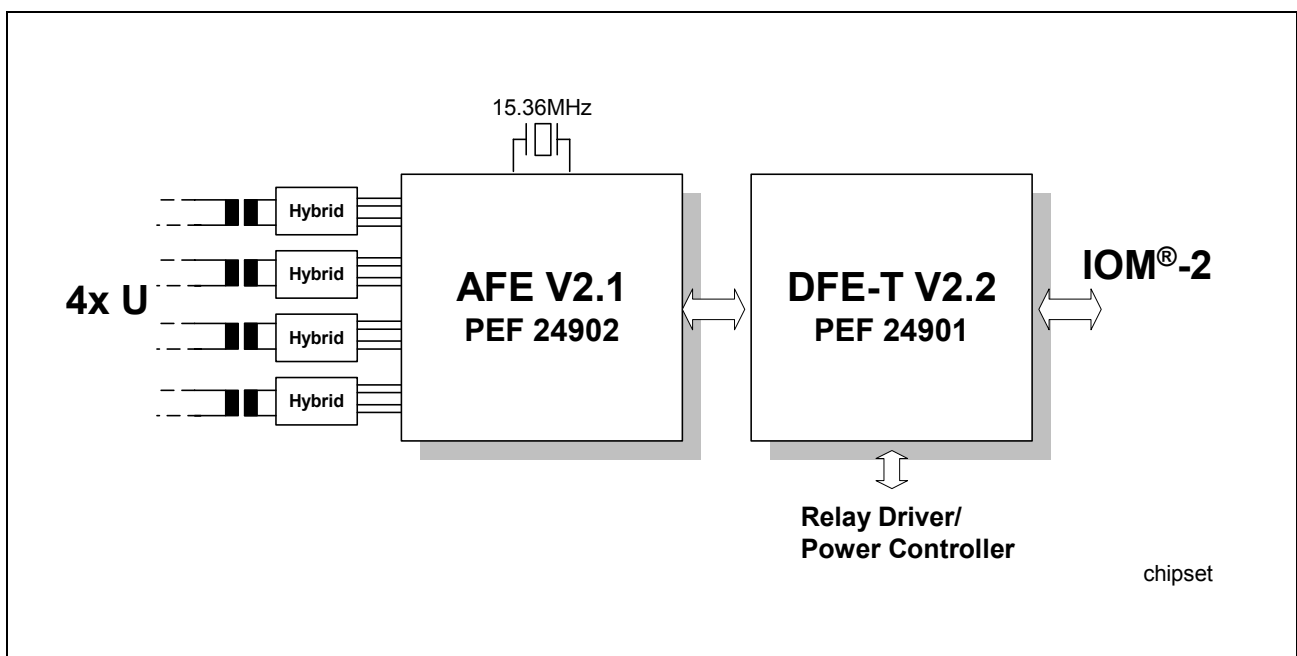 15.36MHz
Hybrid
Hybrid
Hybrid
Hybrid
4x U
AFE V2.1
PEF 24902
DFE-T V2.2
PEF 24901
IOM®-2
Relay Driver/
Power Controller
chipset